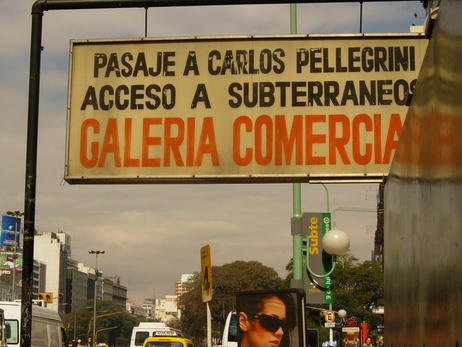 PASAJE A CARLOS PELLEGRINI
ACCESO A SUBTERRANEOS
GALERIA COMERCIAL
Subte